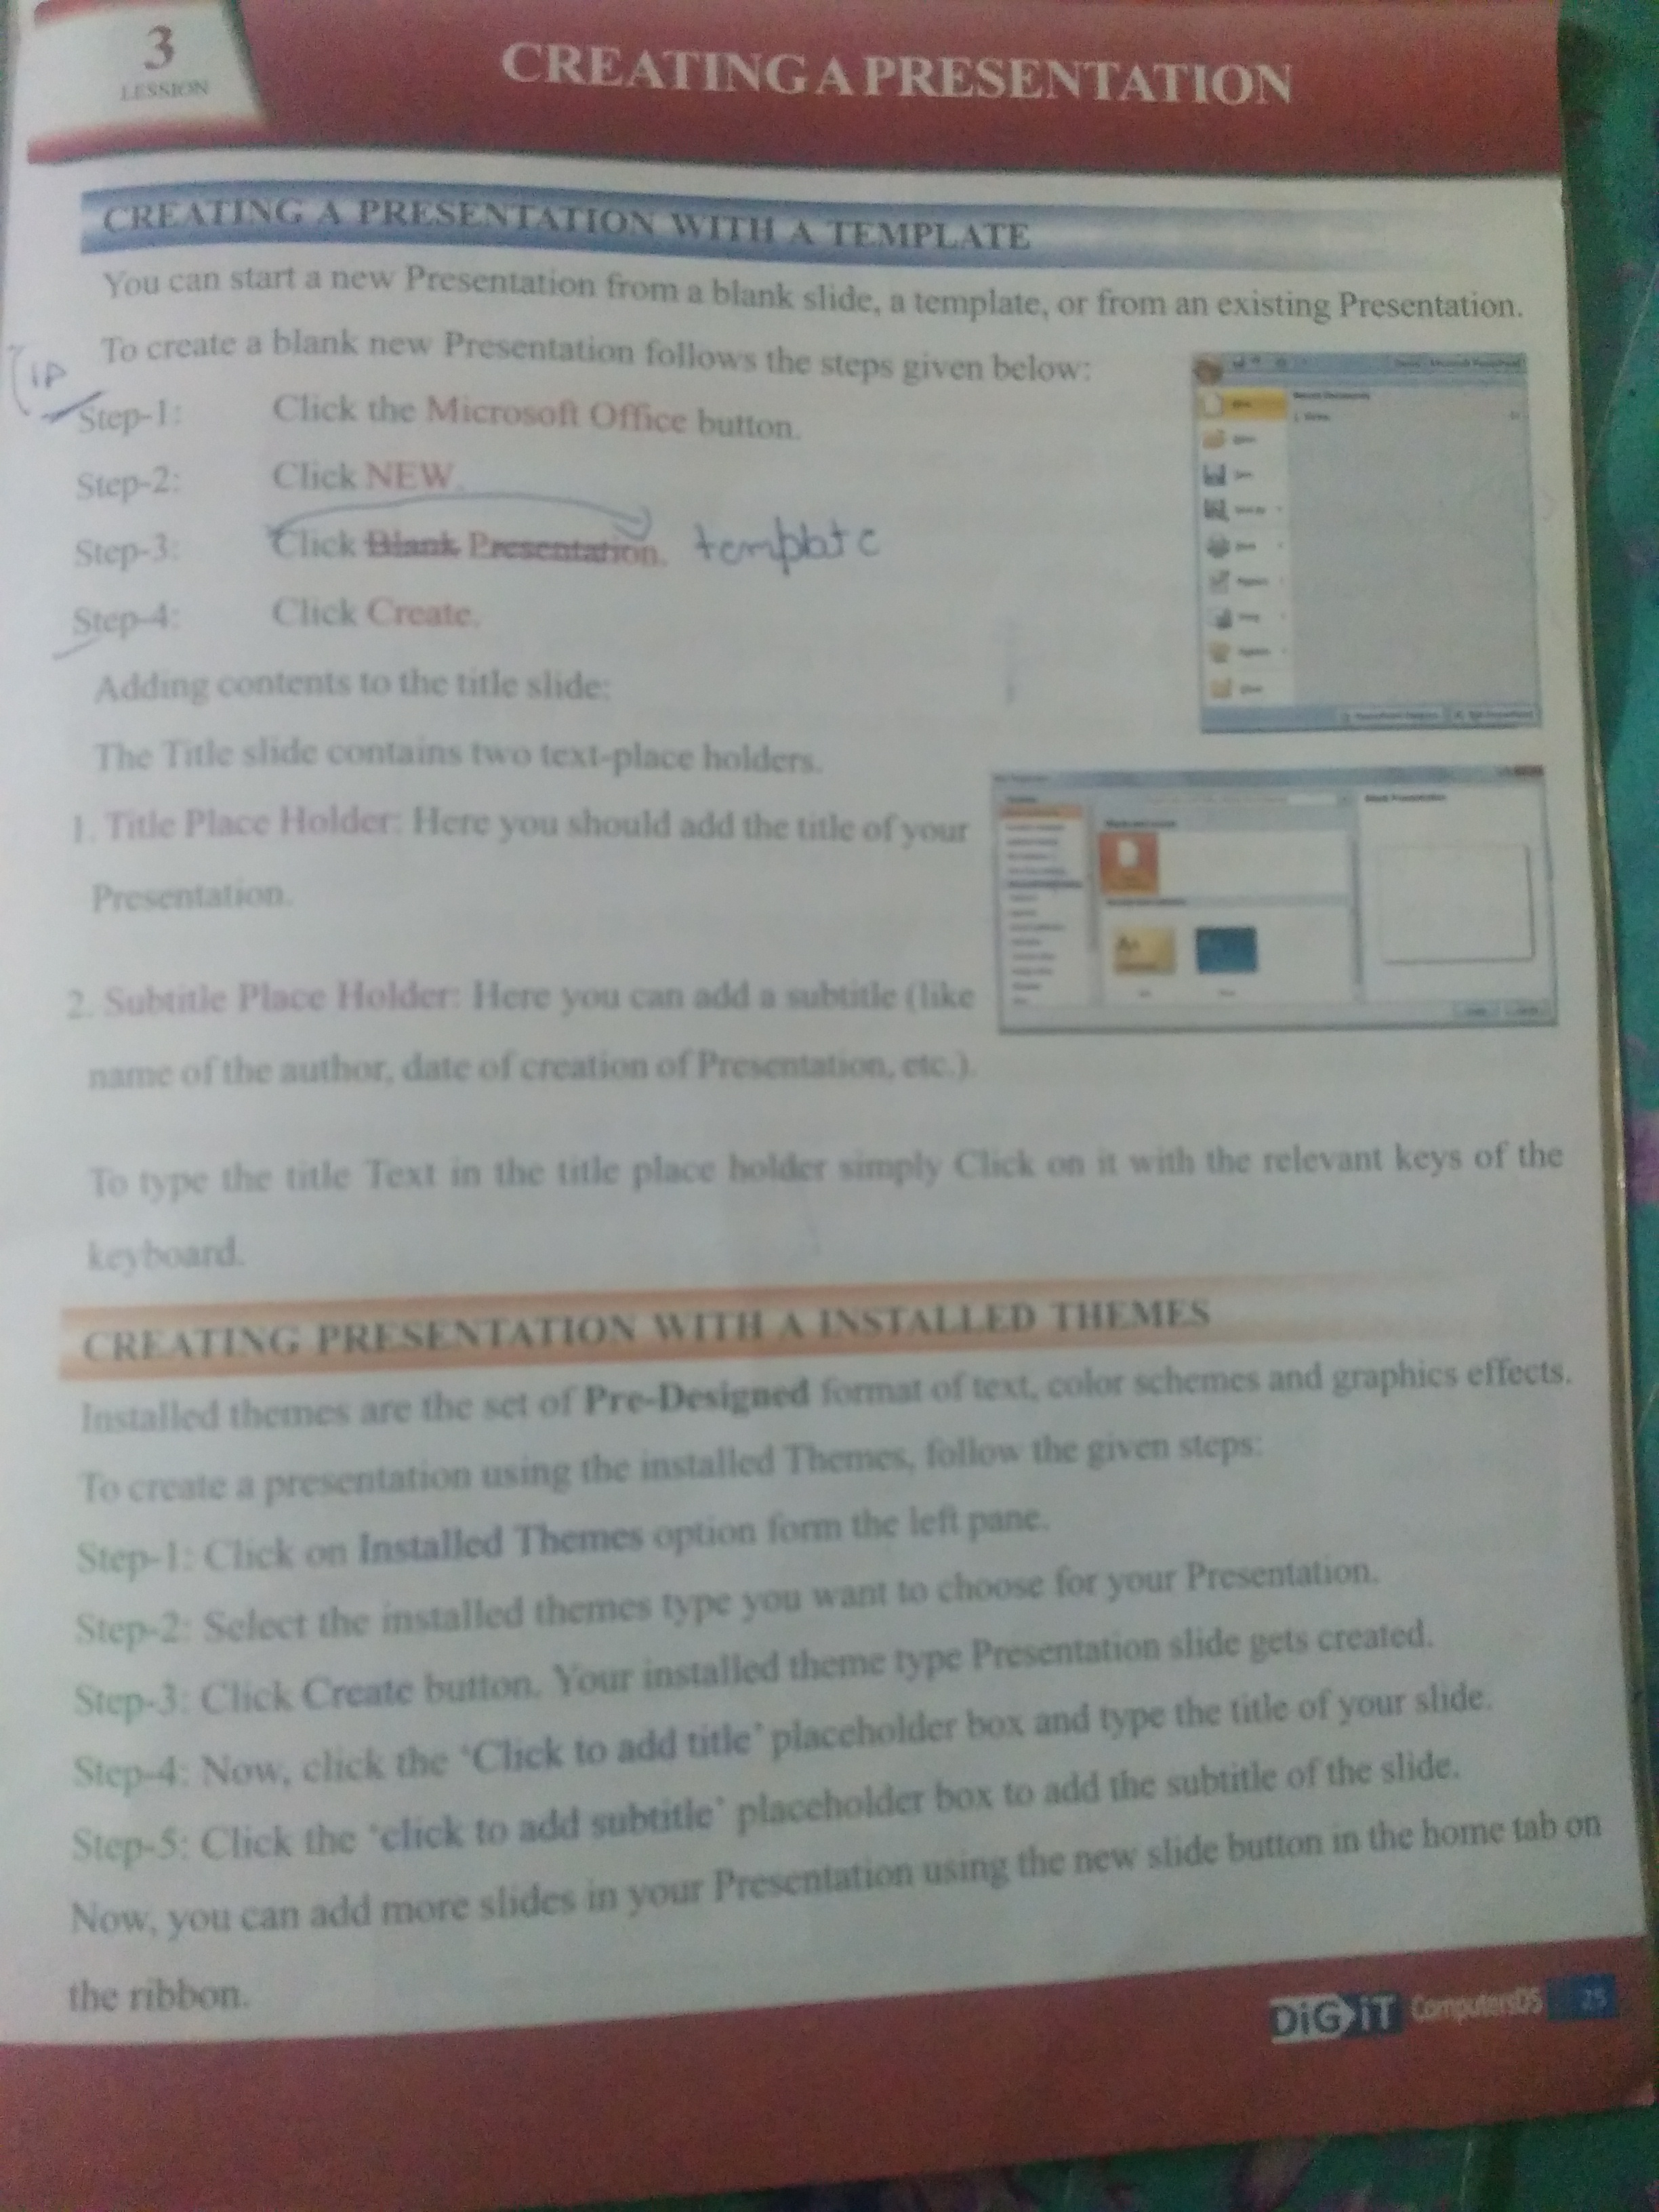 3
LESSION
CREATING A PRESENTATION
CREATING A PRESENTATION WITH A TEMPLATE
You can start a new Presentation from a blank slide, a template, or from an existing Presentation.
To create a blank new Presentation follows the steps given below:
Step-1: Click the Microsoft Office button.
Step-2: Click NEW.
Step-3: Click Blank Presentation. template
Step-4: Click Create.
Adding contents to the title slide:
The Title slide contains two text-place holders.
1. Title Place Holder: Here you should add the title of your
Presentation.
2. Subtitle Place Holder: Here you can add a subtitle (like
name of the author, date of creation of Presentation, etc.).
To type the title Text in the title place holder simply Click on it with the relevant keys of the
keyboard.
CREATING PRESENTATION WITH A INSTALLED THEMES
Installed themes are the set of Pre-Designed format of text, color schemes and graphics effects.
To create a presentation using the installed Themes, follow the given steps:
Step-1: Click on Installed Themes option form the left pane.
Step-2: Select the installed themes type you want to choose for your Presentation.
Step-3: Click Create button. Your installed theme type Presentation slide gets created.
Step-4: Now, click the 'Click to add title' placeholder box and type the title of your slide.
Step-5: Click the 'click to add subtitle' placeholder box to add the subtitle of the slide.
Now, you can add more slides in your Presentation using the new slide button in the home tab on
the ribbon.
DiGiT Computers05 25